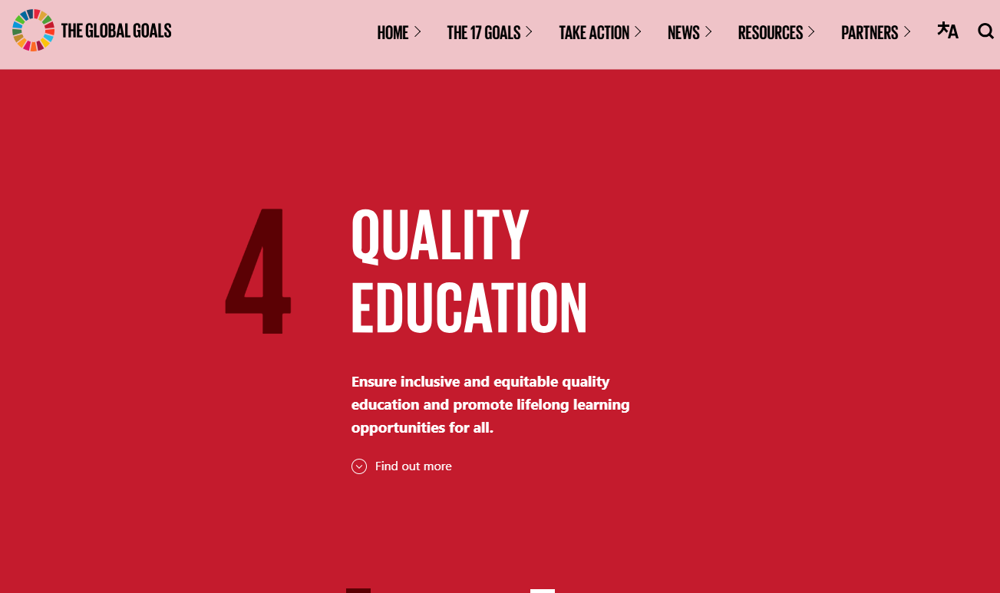 THE GLOBAL GOALS
HOME
THE 17 GOALS
TAKE ACTION
NEWS
RESOURCES
PARTNERS
4
QUALITY
EDUCATION
Ensure inclusive and equitable quality
education and promote lifelong learning
opportunities for all.
Find out more